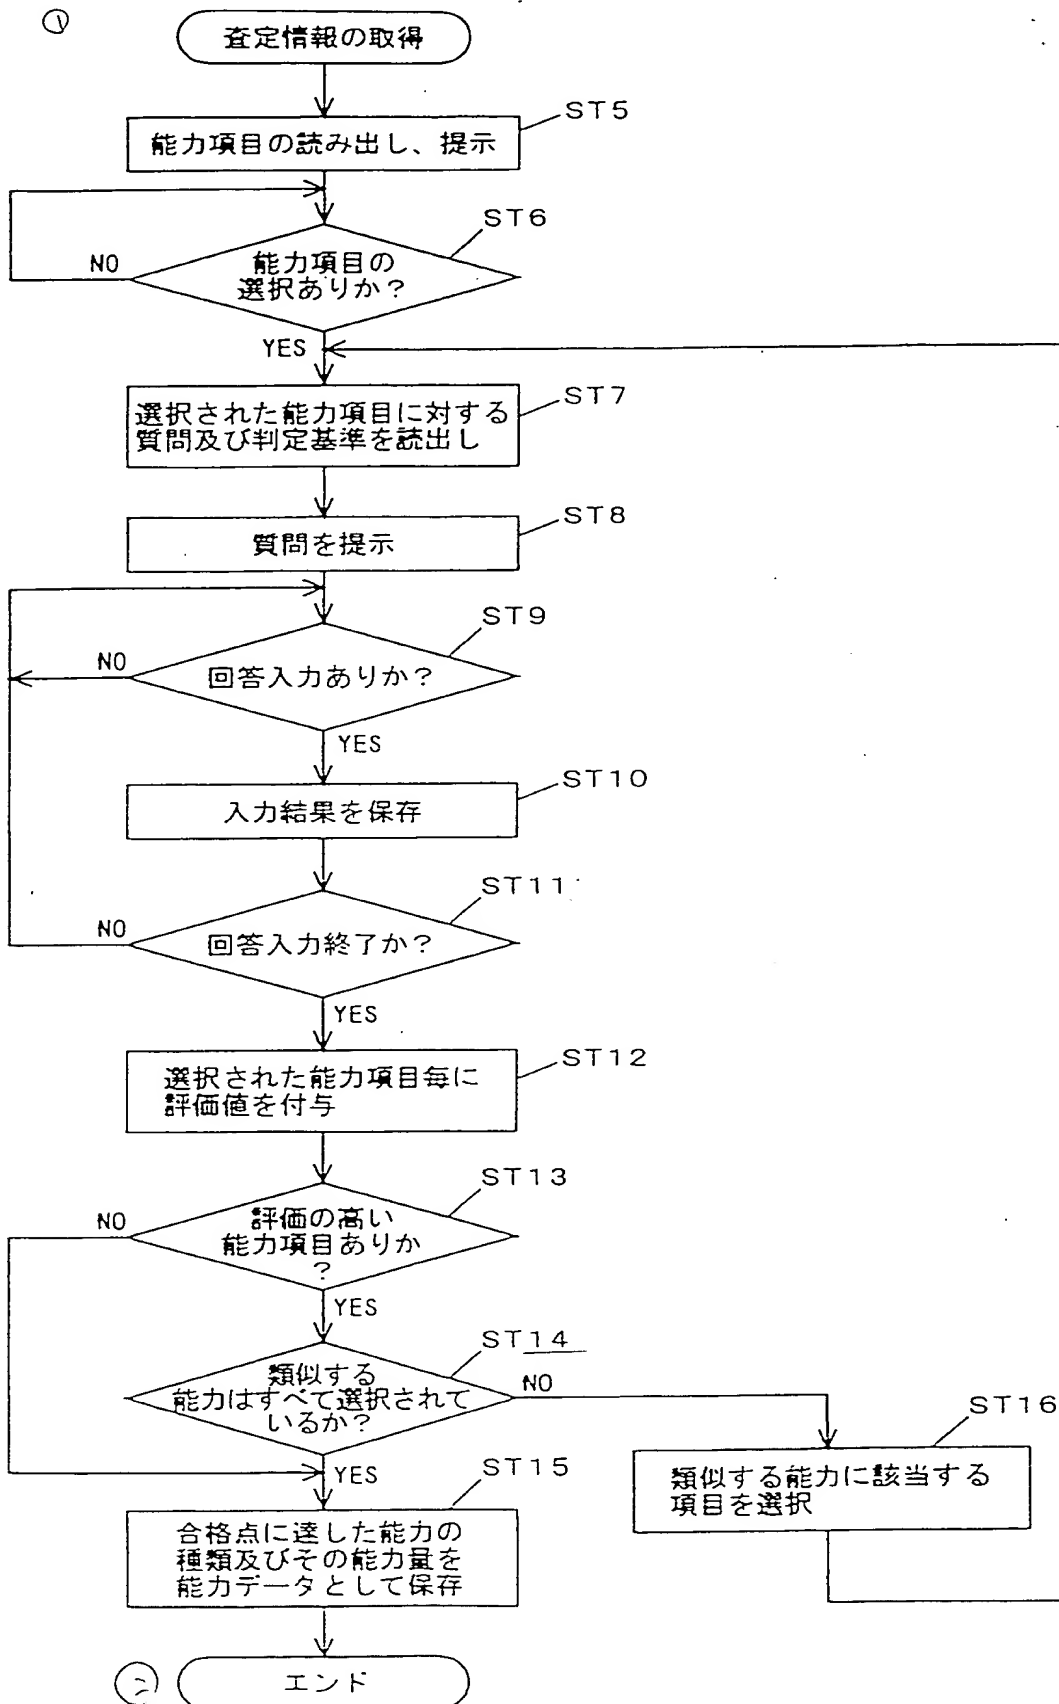 ①
査定情報の取得
ST5
能力項目の読み出し、提示
ST6
NO
能力項目の
選択ありか?
YES
ST7
選択された能力項目に対する
質問及び判定基準を読出し
ST8
質問を提示
ST9
NO
回答入力ありか?
YES
ST10
入力結果を保存
ST11
NO
回答入力終了か?
YES
ST12
選択された能力項目毎に
評価値を付与
ST13
NO
評価の高い
能力項目ありか
?
YES
ST14
類似する
能力はすべて選択されて
いるか?
NO
ST16
類似する能力に該当する
項目を選択
YES
ST15
合格点に達した能力の
種類及びその能力量を
能力データとして保存
エンド